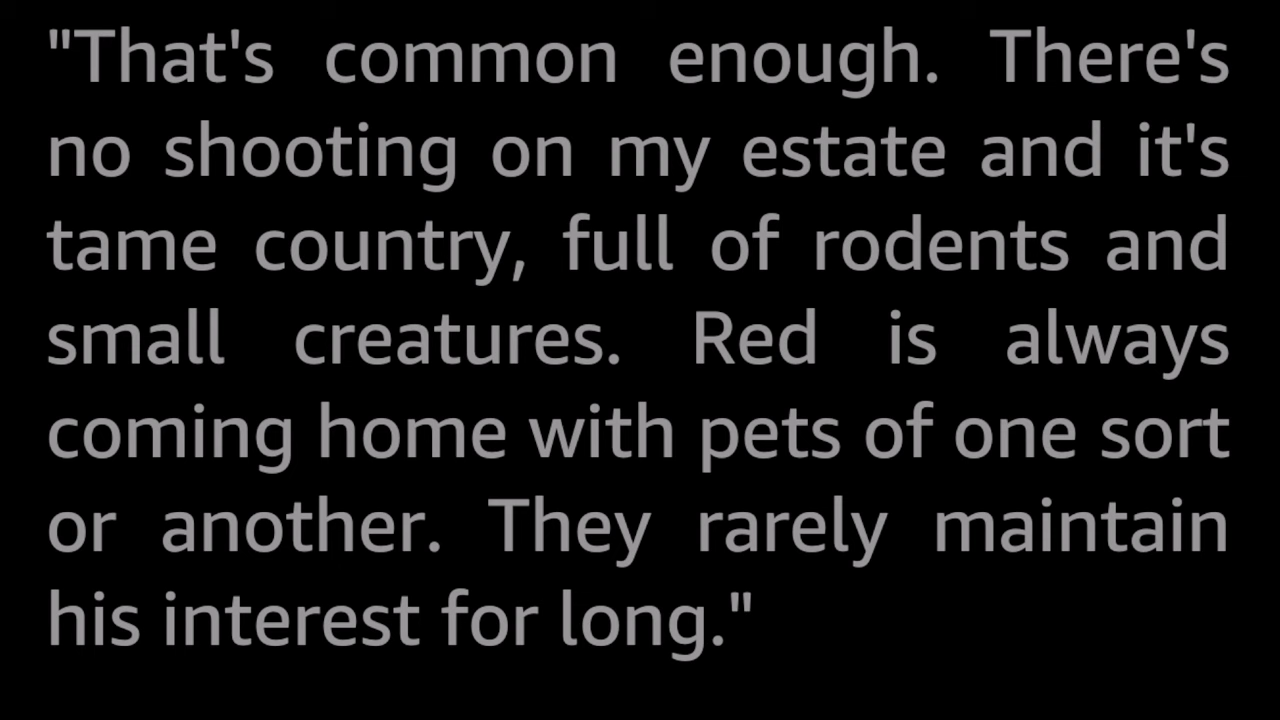 "That's common enough. There's
no shooting on my estate and it's
tame country, full of rodents and
small creatures. Red is always
coming home with pets of one sort
or another. They rarely maintain
his interest for long."